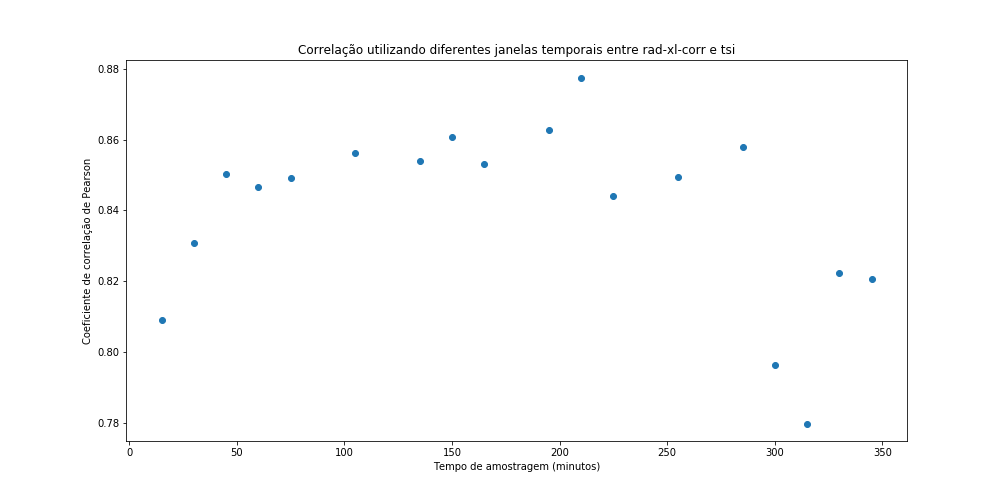 Correlação utilizando diferentes janelas temporais entre rad-xl-corr e tsi
Coeficiente de correlação de Pearson
0.88
0.86
0.84
0.82
0.80
0.78
0 50 100 150 200 250 300 350
Tempo de amostragem (minutos)